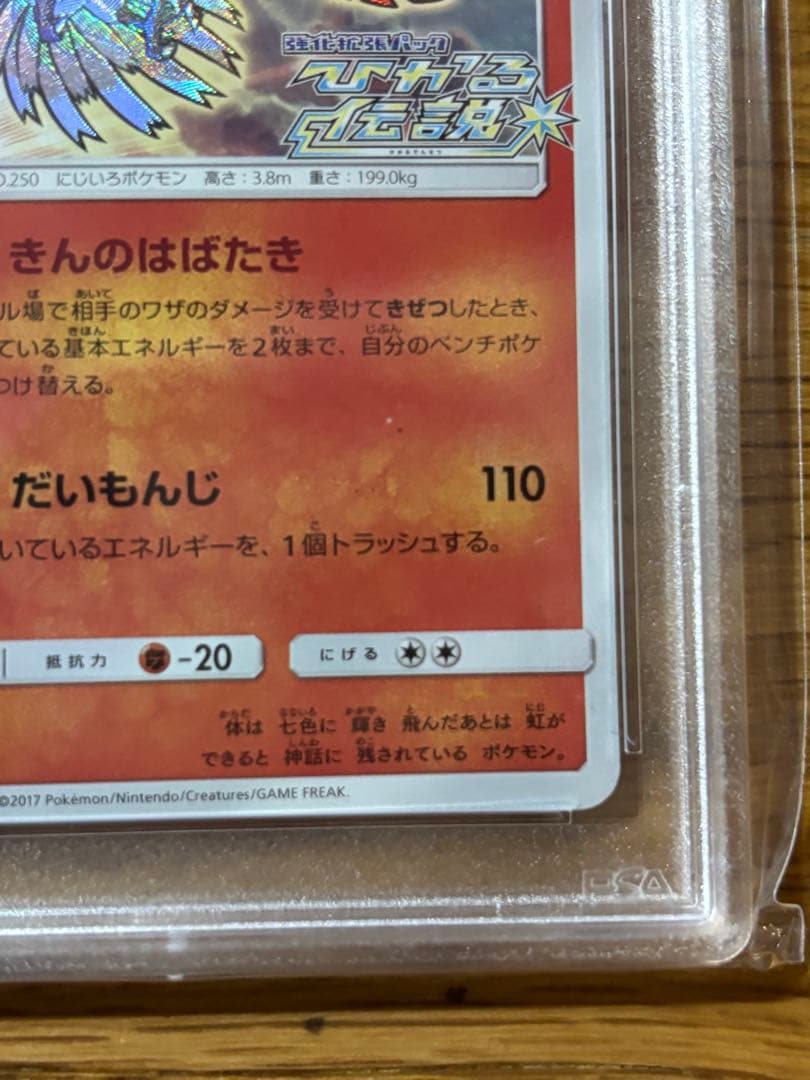 強化拡張パック
ひかる
伝説
ひかるでんせつ
O.250 にじいろポケモン 高さ:3.8m 重さ:199.0kg
きんのはばたき
ル場で相手のワザのダメージを受けてきぜつしたとき、
ている基本エネルギーを2枚まで、自分のベンチポケ
つけ替える。
だいもんじ 110
いているエネルギーを、1個トラッシュする。
抵抗力 -20 にげる
体は 七色に 輝き 飛んだあとは 虹が
できると 神話に 残されている ポケモン。
©2017 Pokémon/Nintendo/Creatures/GAME FREAK.
PSA